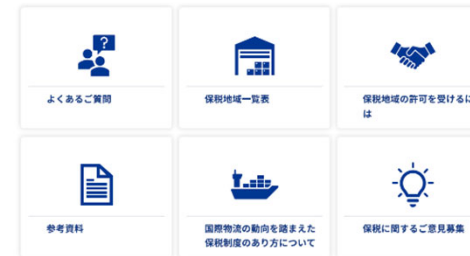 よくあるご質問
保税地域一覧表
保税地域の許可を受けるに
は
参考資料
国際物流の動向を踏まえた
保税制度のあり方について
保税に関するご意見募集